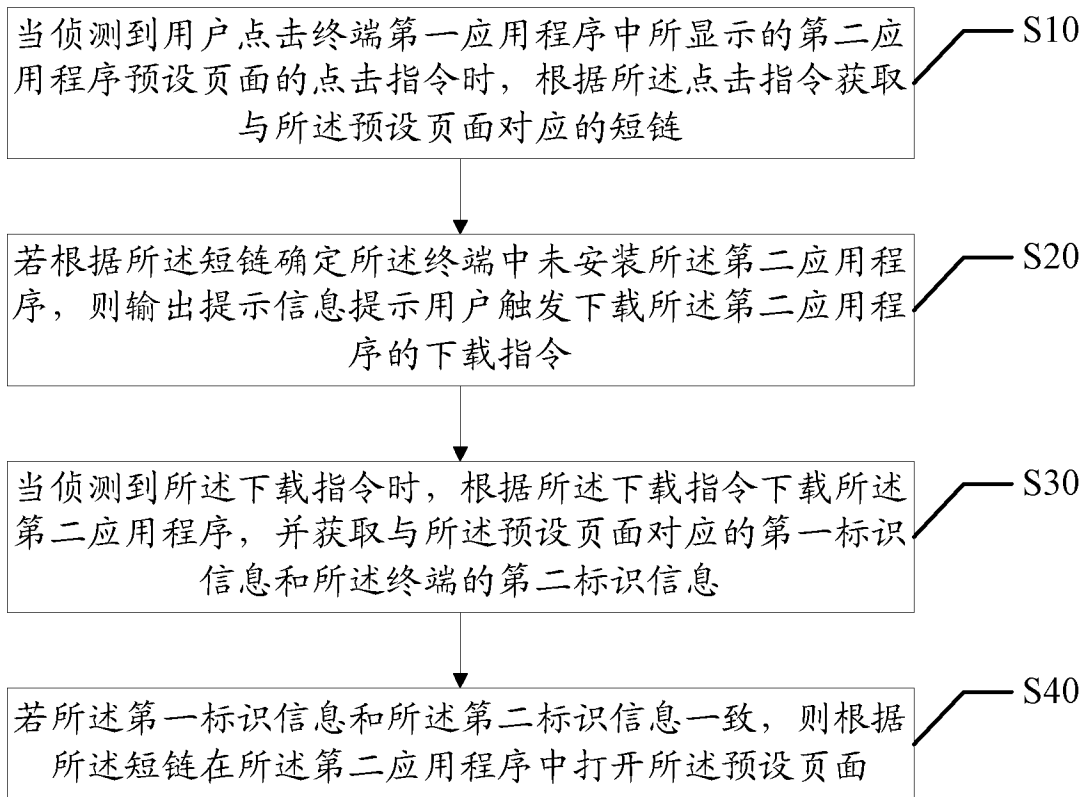 当侦测到用户点击终端第一应用程序中所显示的第二应
用程序预设页面的点击指令时，根据所述点击指令获取
与所述预设页面对应的短链
S10
若根据所述短链确定所述终端中未安装所述第二应用程
序，则输出提示信息提示用户触发下载所述第二应用程
序的下载指令
S20
当侦测到所述下载指令时，根据所述下载指令下载所述
第二应用程序，并获取与所述预设页面对应的第一标识
信息和所述终端的第二标识信息
S30
若所述第一标识信息和所述第二标识信息一致，则根据
所述短链在所述第二应用程序中打开所述预设页面
S40